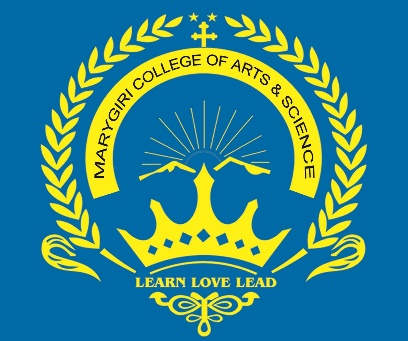 MARYGIRI COLLEGE OF ARTS & SCIENCE
LEARN LOVE LEAD